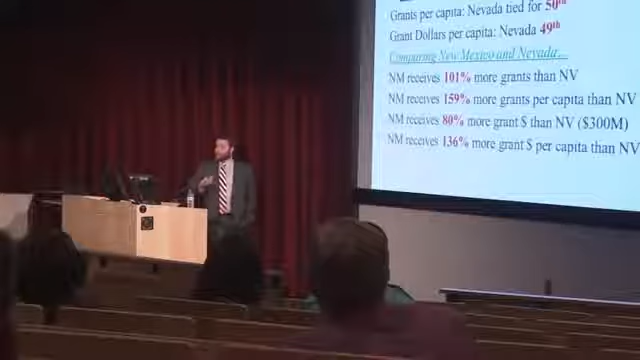 Grants per capita: Nevada tied for 50th
Grant Dollars per capita: Nevada 49th
Comparing New Mexico and Nevada...
NM receives 101% more grants than NV
NM receives 159% more grants per capita than NV
NM receives 80% more grant $ than NV ($300M)
NM receives 136% more grant $ per capita than NV